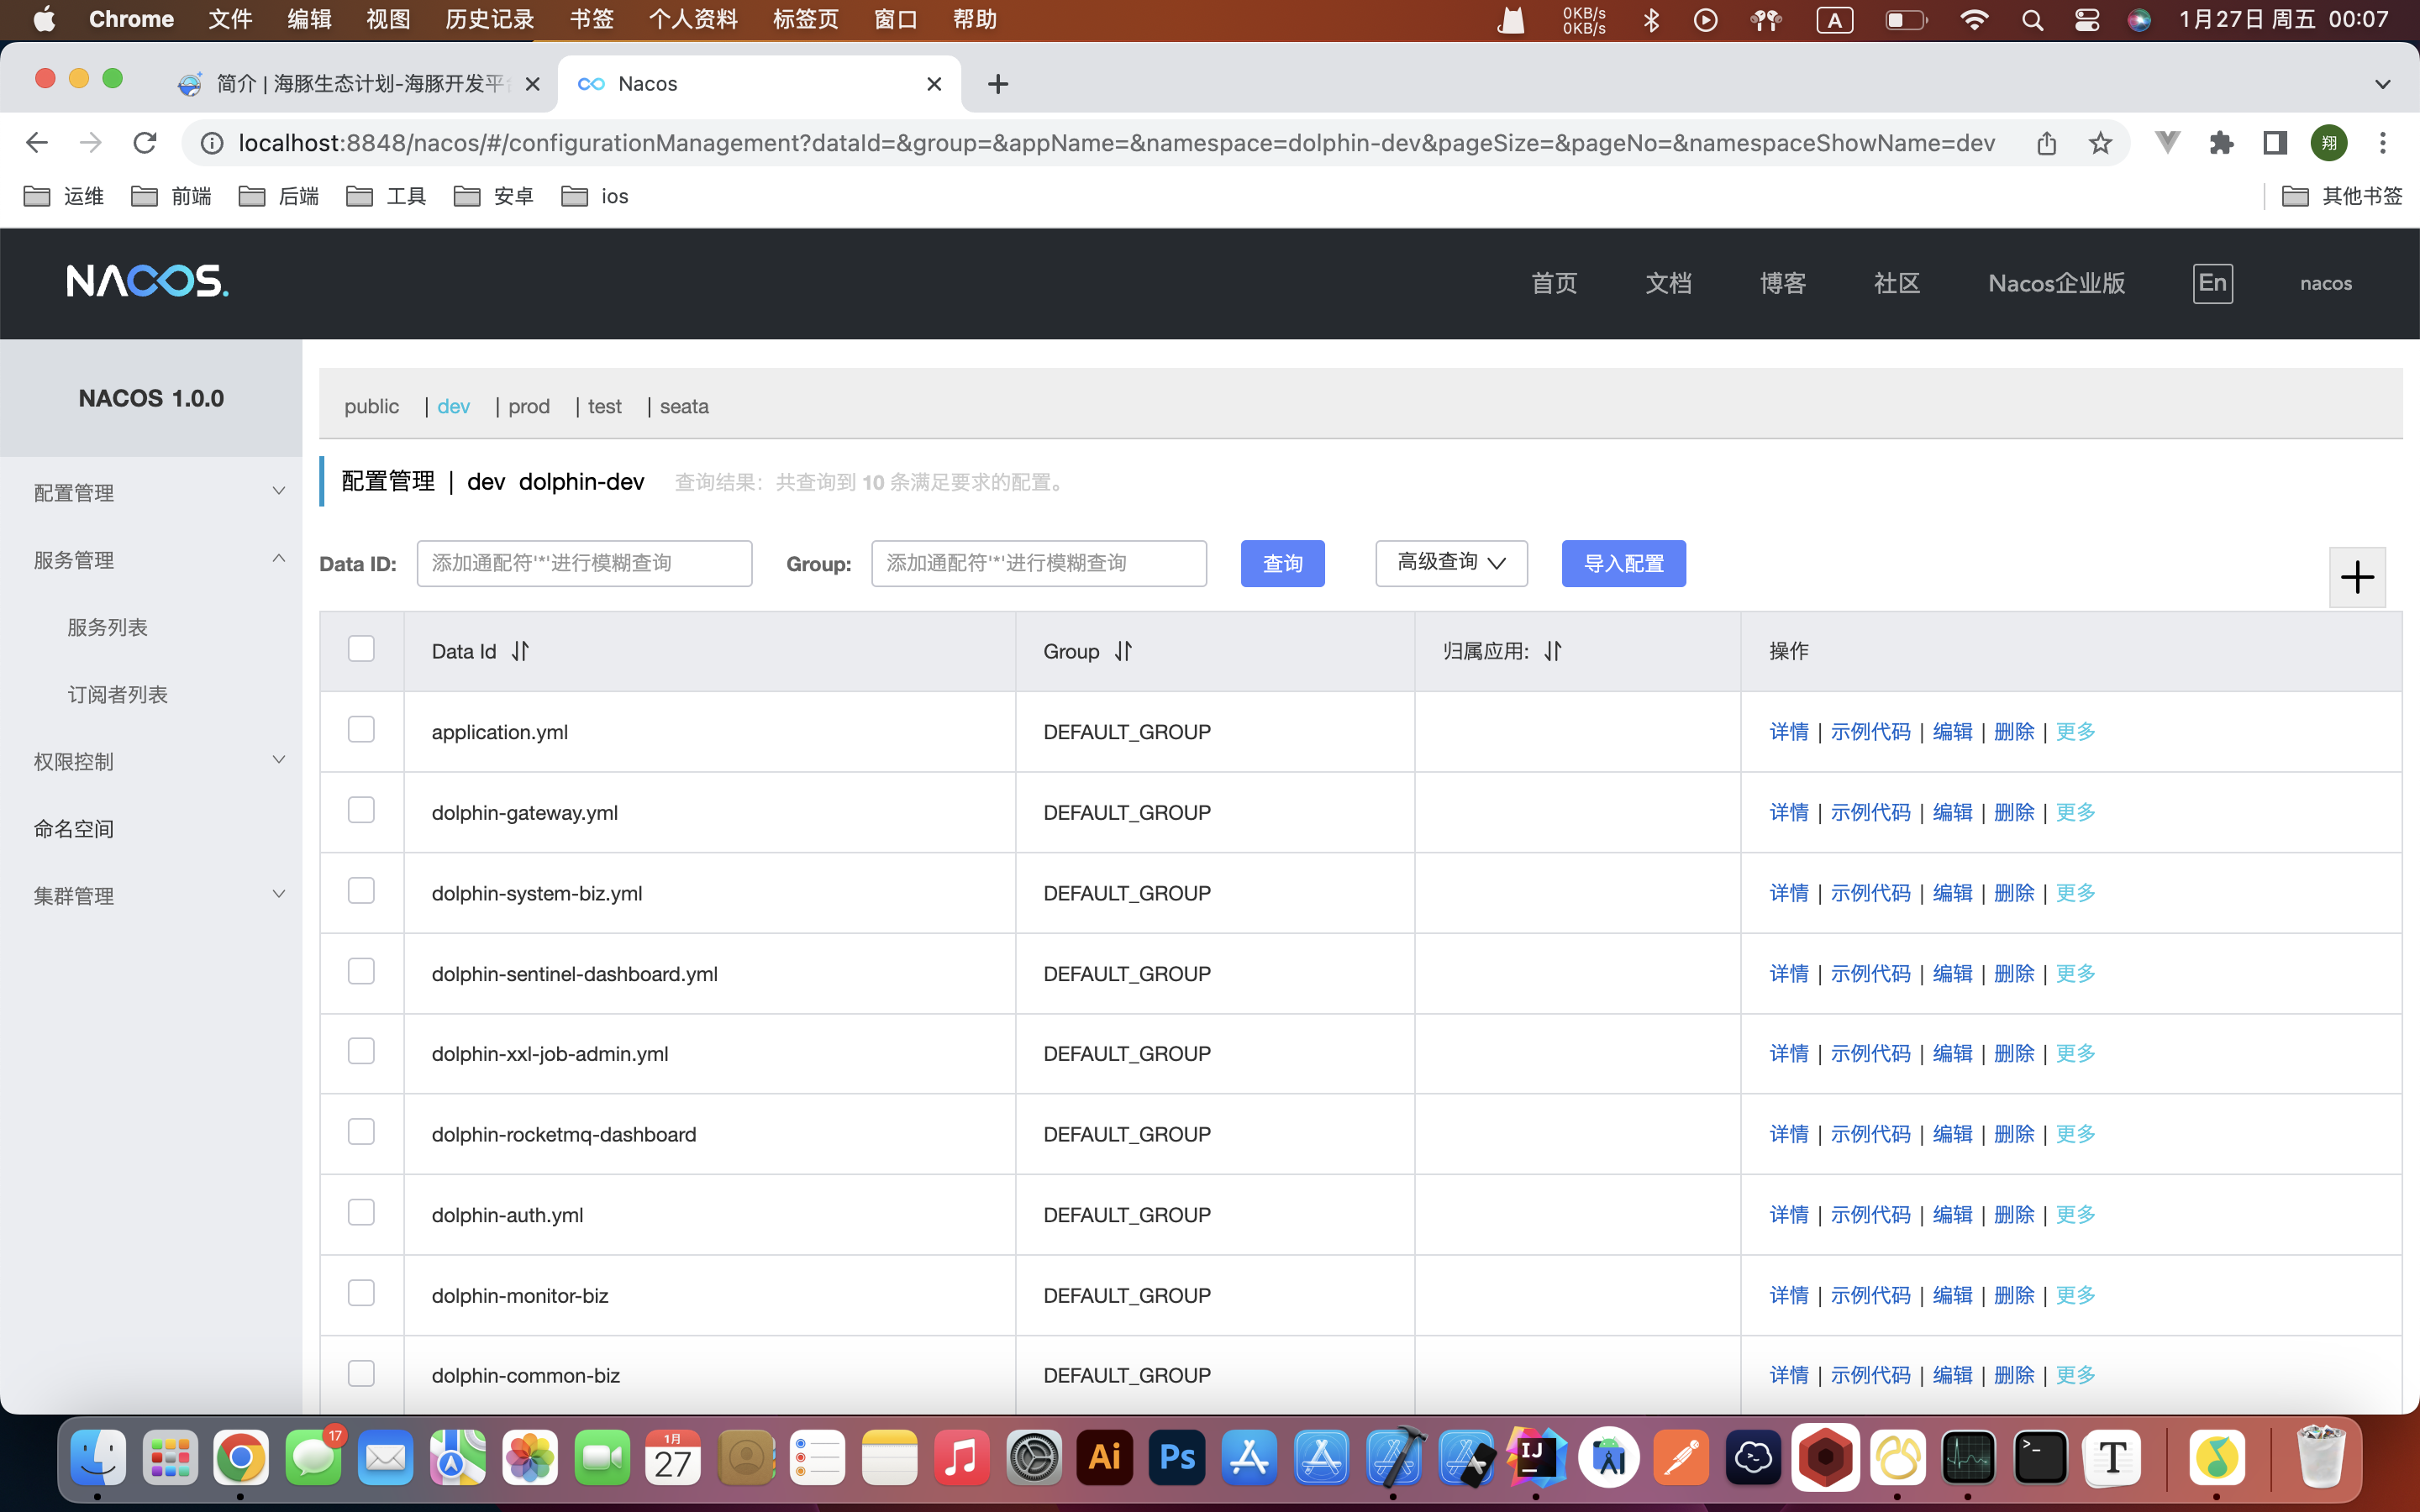 Chrome 文件 编辑 视图 历史记录 书签 个人资料 标签页 窗口 帮助 0KB/s 0KB/s A 1月27日 周五 00:07
简介 | 海豚生态计划-海豚开发平 Nacos
localhost:8848/nacos/#/configurationManagement?dataId=&group=&appName=&namespace=dolphin-dev&pageSize=&pageNo=&namespaceShowName=dev 翔
运维 前端 后端 工具 安卓 ios 其他书签
NACOS. 首页 文档 博客 社区 Nacos企业版 En nacos
NACOS 1.0.0
配置管理
服务管理
服务列表
订阅者列表
权限控制
命名空间
集群管理
public | dev | prod | test | seata
配置管理 | dev dolphin-dev 查询结果：共查询到 10 条满足要求的配置。
Data ID: 添加通配符'*'进行模糊查询 Group: 添加通配符'*'进行模糊查询 查询 高级查询 导入配置
Data Id Group 归属应用: 操作
application.yml DEFAULT_GROUP 详情 | 示例代码 | 编辑 | 删除 | 更多
dolphin-gateway.yml DEFAULT_GROUP 详情 | 示例代码 | 编辑 | 删除 | 更多
dolphin-system-biz.yml DEFAULT_GROUP 详情 | 示例代码 | 编辑 | 删除 | 更多
dolphin-sentinel-dashboard.yml DEFAULT_GROUP 详情 | 示例代码 | 编辑 | 删除 | 更多
dolphin-xxl-job-admin.yml DEFAULT_GROUP 详情 | 示例代码 | 编辑 | 删除 | 更多
dolphin-rocketmq-dashboard DEFAULT_GROUP 详情 | 示例代码 | 编辑 | 删除 | 更多
dolphin-auth.yml DEFAULT_GROUP 详情 | 示例代码 | 编辑 | 删除 | 更多
dolphin-monitor-biz DEFAULT_GROUP 详情 | 示例代码 | 编辑 | 删除 | 更多
dolphin-common-biz DEFAULT_GROUP 详情 | 示例代码 | 编辑 | 删除 | 更多
17 1月 27 Ai Ps IJ >_ T